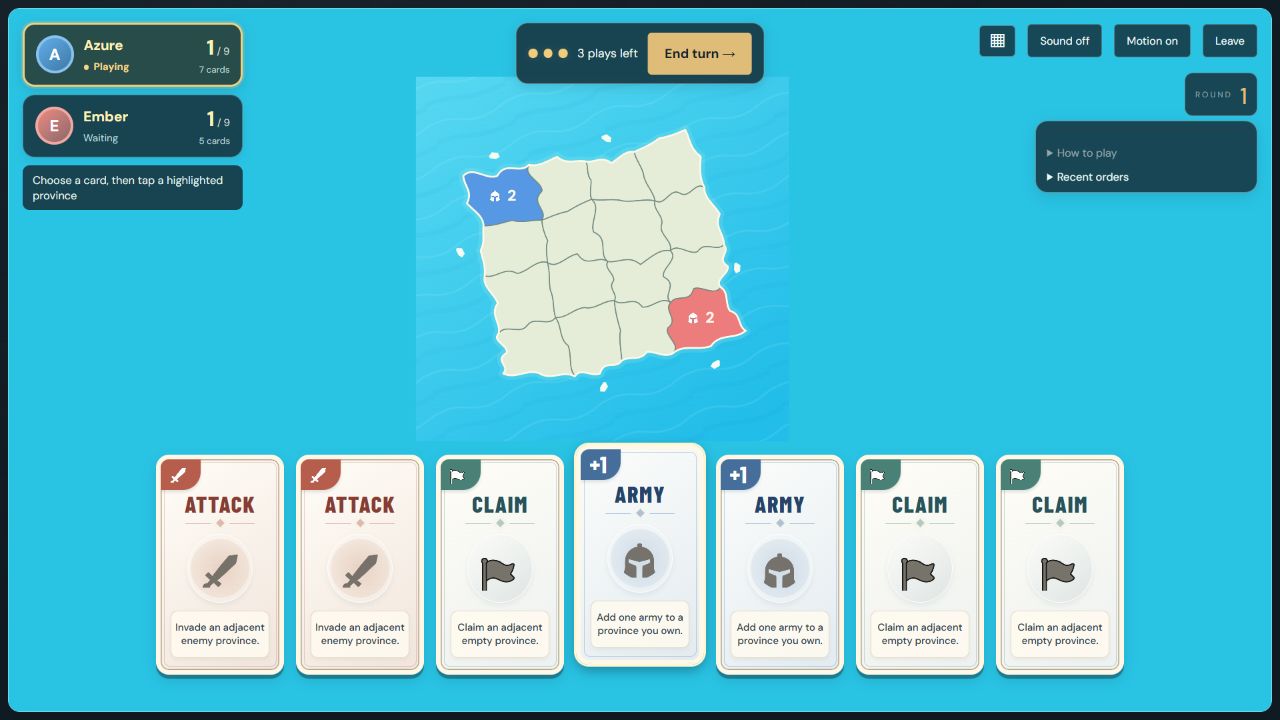 A
Azure
Playing
1 / 9
7 cards
3 plays left
End turn →
Sound off
Motion on
Leave
ROUND 1
E
Ember
Waiting
1 / 9
5 cards
How to play
Recent orders
Choose a card, then tap a highlighted
province
2
2
ATTACK
Invade an adjacent
enemy province.
ATTACK
Invade an adjacent
enemy province.
CLAIM
Claim an adjacent
empty province.
+1
ARMY
Add one army to a
province you own.
+1
ARMY
Add one army to a
province you own.
CLAIM
Claim an adjacent
empty province.
CLAIM
Claim an adjacent
empty province.